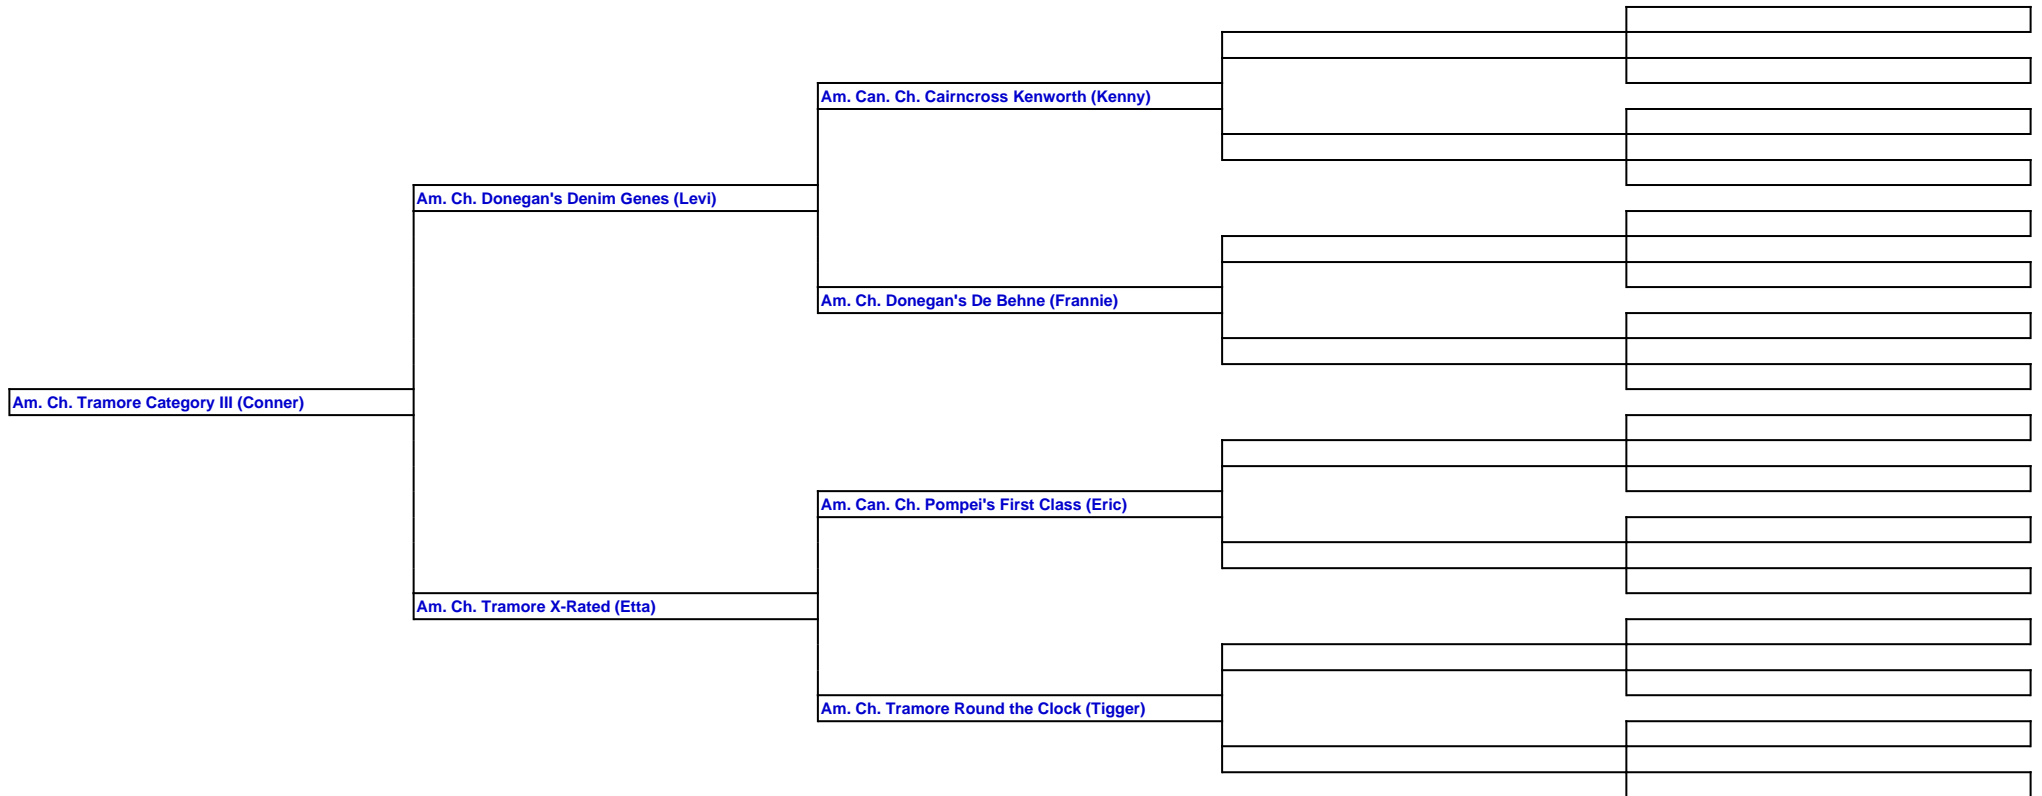 Am. Can. Ch. Cairncross Kenworth (Kenny)
Am. Ch. Donegan's Denim Genes (Levi)
Am. Ch. Donegan's De Behne (Frannie)
Am. Ch. Tramore Category III (Conner)
Am. Can. Ch. Pompei's First Class (Eric)
Am. Ch. Tramore X-Rated (Etta)
Am. Ch. Tramore Round the Clock (Tigger)